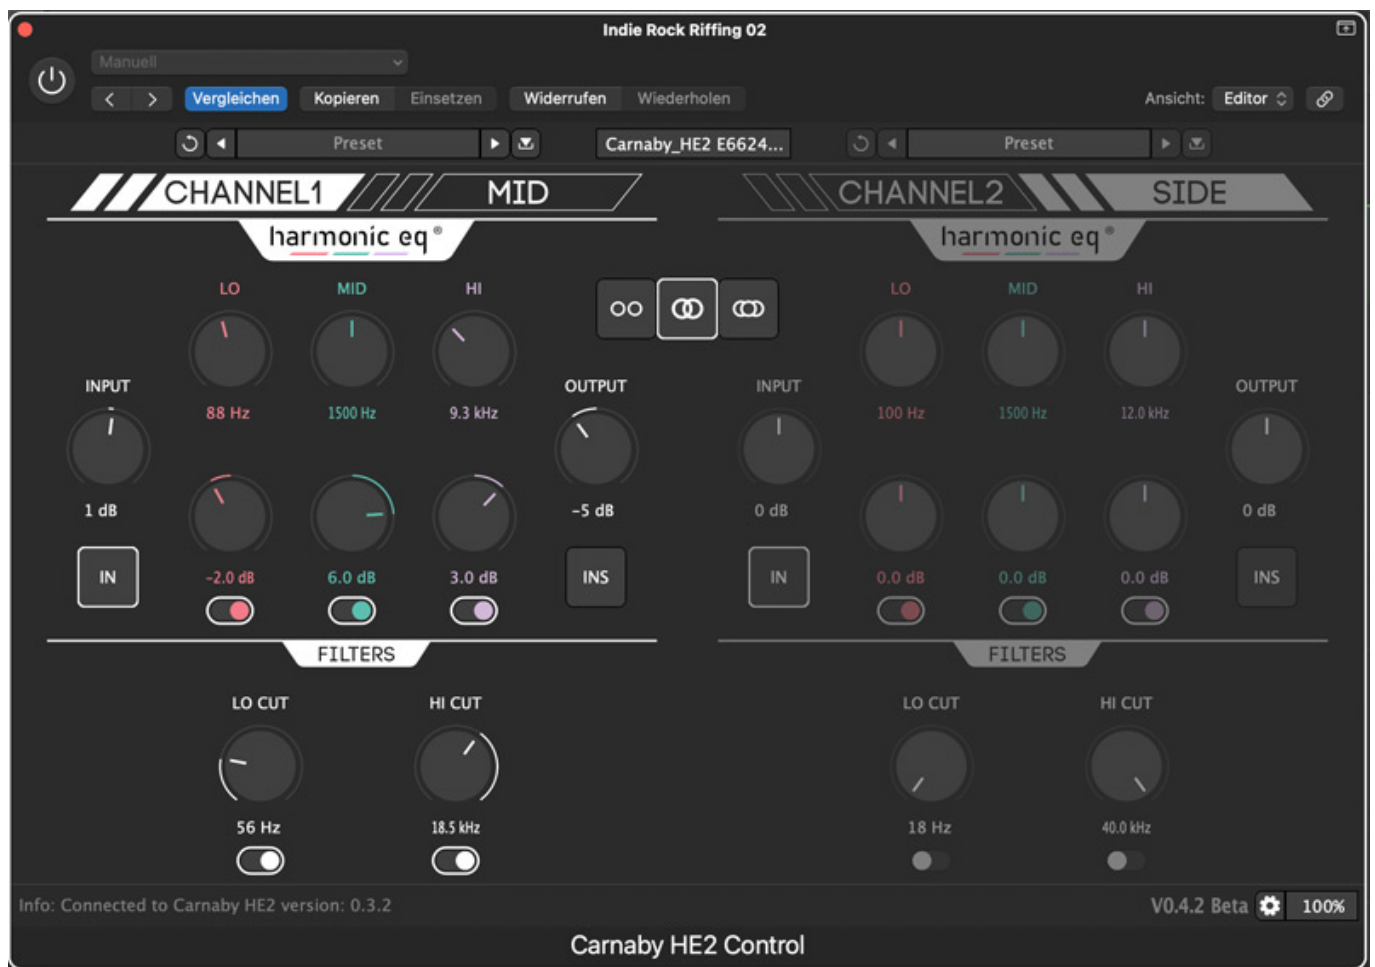 Indie Rock Riffing 02
Manuell
Vergleichen Kopieren Einsetzen Widerrufen Wiederholen Ansicht: Editor
Preset Carnaby_HE2 E6624... Preset
CHANNEL1 MID CHANNEL2 SIDE
harmonic eq® harmonic eq®
LO MID HI LO MID HI
INPUT OUTPUT INPUT OUTPUT
88 Hz 1500 Hz 9.3 kHz 100 Hz 1500 Hz 12.0 kHz
1 dB -5 dB 0 dB 0 dB
IN -2.0 dB 6.0 dB 3.0 dB INS IN 0.0 dB 0.0 dB 0.0 dB INS
FILTERS FILTERS
LO CUT HI CUT LO CUT HI CUT
56 Hz 18.5 kHz 18 Hz 40.0 kHz
Info: Connected to Carnaby HE2 version: 0.3.2 V0.4.2 Beta 100%
Carnaby HE2 Control